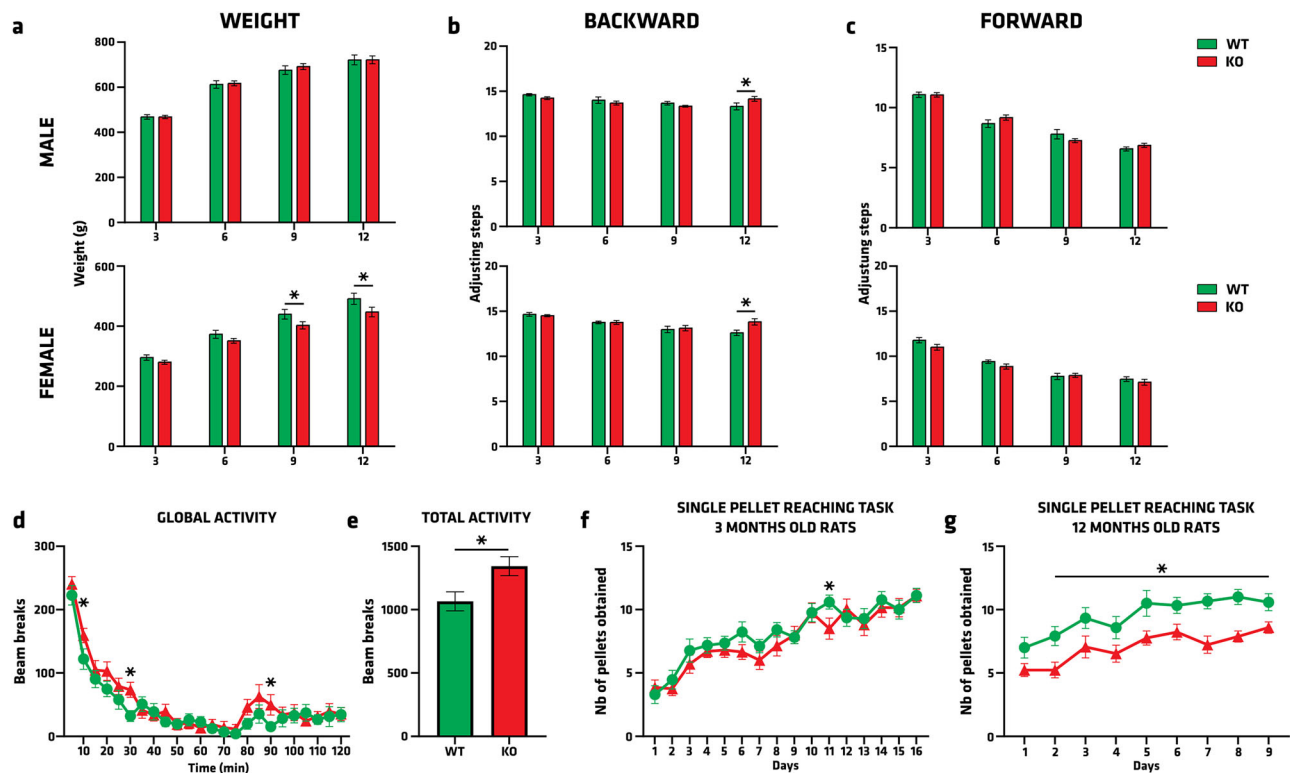 WEIGHT
BACKWARD
FORWARD
a
b
c
MALE
FEMALE
Weight (g)
800
600
400
200
0
3
6
9
12
600
400
200
0
3
6
9
12
Adjusting steps
20
15
10
5
0
*
3
6
9
12
20
15
10
5
0
*
3
6
9
12
* *
Adjustung steps
15
10
5
0
3
6
9
12
15
10
5
0
3
6
9
12
WT
KO
WT
KO
d
GLOBAL ACTIVITY
Beam breaks
300
200
100
0
* * *
10 20 30 40 50 60 70 80 90 100 110 120
Time (min)
e
TOTAL ACTIVITY
Beam breaks
1500
1000
500
0
*
WT KO
f
SINGLE PELLET REACHING TASK
3 MONTHS OLD RATS
Nb of pellets obtained
15
10
5
0
*
1 2 3 4 5 6 7 8 9 10 11 12 13 14 15 16
Days
g
SINGLE PELLET REACHING TASK
12 MONTHS OLD RATS
Nb of pellets obtained
15
10
5
0
*
1 2 3 4 5 6 7 8 9
Days